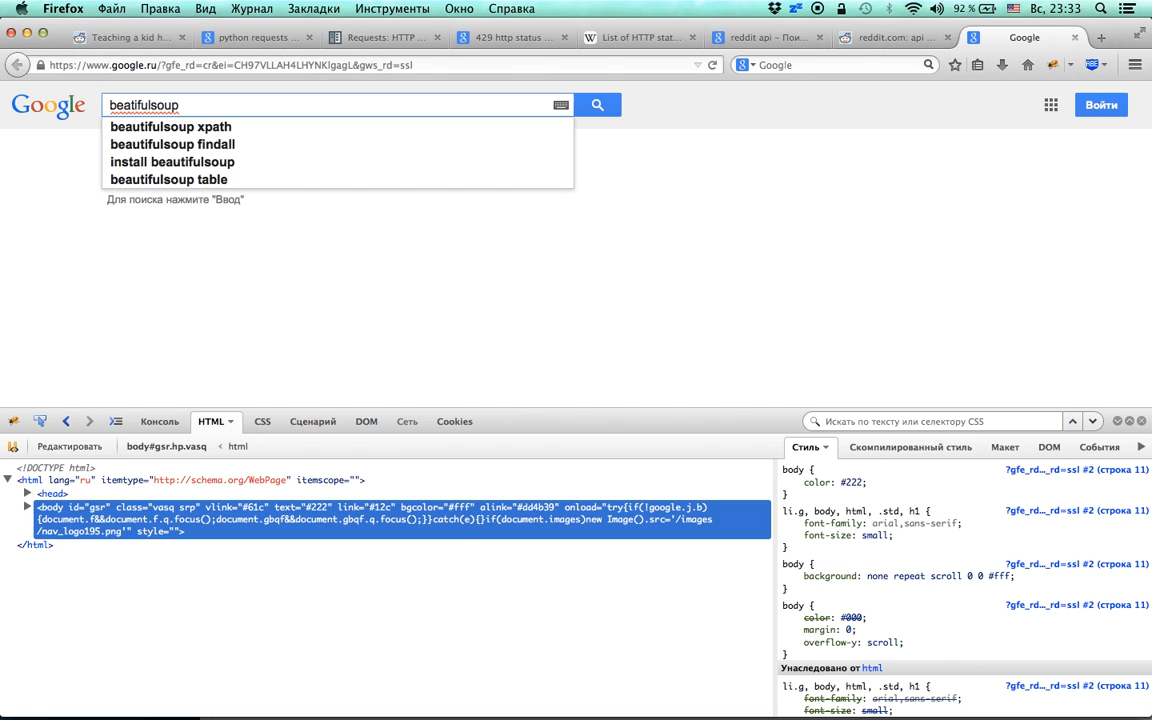 Firefox Файл Правка Вид Журнал Закладки Инструменты Окно Справка 92 % Вс, 23:33
Teaching a kid h... python requests ... Requests: HTTP ... 429 http status ... List of HTTP stat... reddit api – Пои... reddit.com: api ... Google
https://www.google.ru/?gfe_rd=cr&ei=CH97VLLAH4LHYNKlgagL&gws_rd=ssl Google
Google beatifulsoup Войти
beautifulsoup xpath
beautifulsoup findall
install beautifulsoup
beautifulsoup table
Для поиска нажмите "Ввод"
Консоль HTML CSS Сценарий DOM Сеть Cookies Искать по тексту или селектору CSS
Редактировать body#gsr.hp.vasq < html Стиль Скомпилированный стиль Макет DOM События
<!DOCTYPE html>
<html lang="ru" itemtype="http://schema.org/WebPage" itemscope="">
<head>
<body id="gsr" class="vasq srp" vlink="#61c" text="#222" link="#12c" bgcolor="#fff" alink="#dd4b39" onload="try{if(!google.j.b)
{document.f&&document.f.q.focus();document.gbqf&&document.gbqf.q.focus();}}catch(e){}if(document.images)new Image().src='/images
/nav_logo195.png'" style="">
</html>
body { ?gfe_rd..._rd=ssl #2 (строка 11)
color: #222;
}
li.g, body, html, .std, h1 { ?gfe_rd..._rd=ssl #2 (строка 11)
font-family: arial,sans-serif;
font-size: small;
}
body { ?gfe_rd..._rd=ssl #2 (строка 11)
background: none repeat scroll 0 0 #fff;
}
body { ?gfe_rd..._rd=ssl #2 (строка 11)
color: #000;
margin: 0;
overflow-y: scroll;
}
Унаследовано от html
li.g, body, html, .std, h1 { ?gfe_rd..._rd=ssl #2 (строка 11)
font-family: arial,sans-serif;
font-size: small;